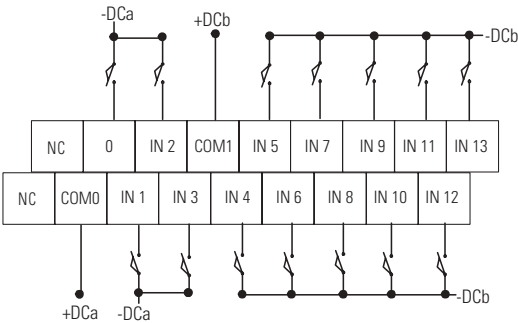 -DCa
+DCb
-DCb
NC 0 IN 2 COM1 IN 5 IN 7 IN 9 IN 11 IN 13
NC COM0 IN 1 IN 3 IN 4 IN 6 IN 8 IN 10 IN 12
-DCb
+DCa -DCa